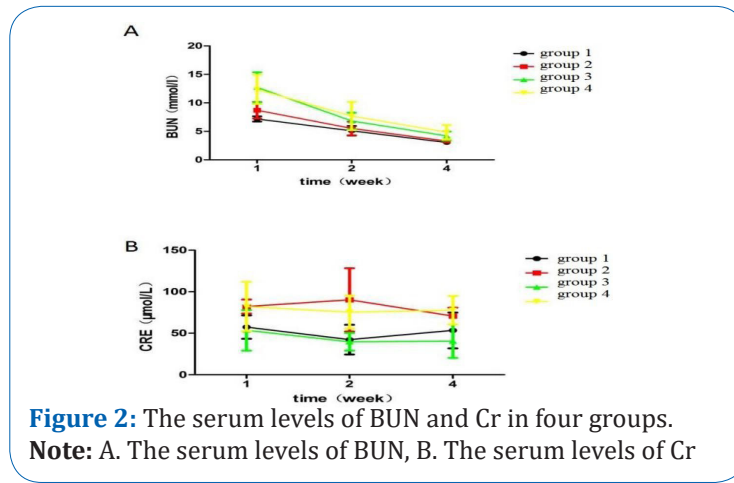 A
20
15
10
5
0
BUN (mmol/l)
1
2
4
time（week）
group 1
group 2
group 3
group 4
B
150
100
50
0
CRE (μmol/L)
1
2
4
time（week）
group 1
group 2
group 3
group 4
Figure 2: The serum levels of BUN and Cr in four groups.
Note: A. The serum levels of BUN, B. The serum levels of Cr